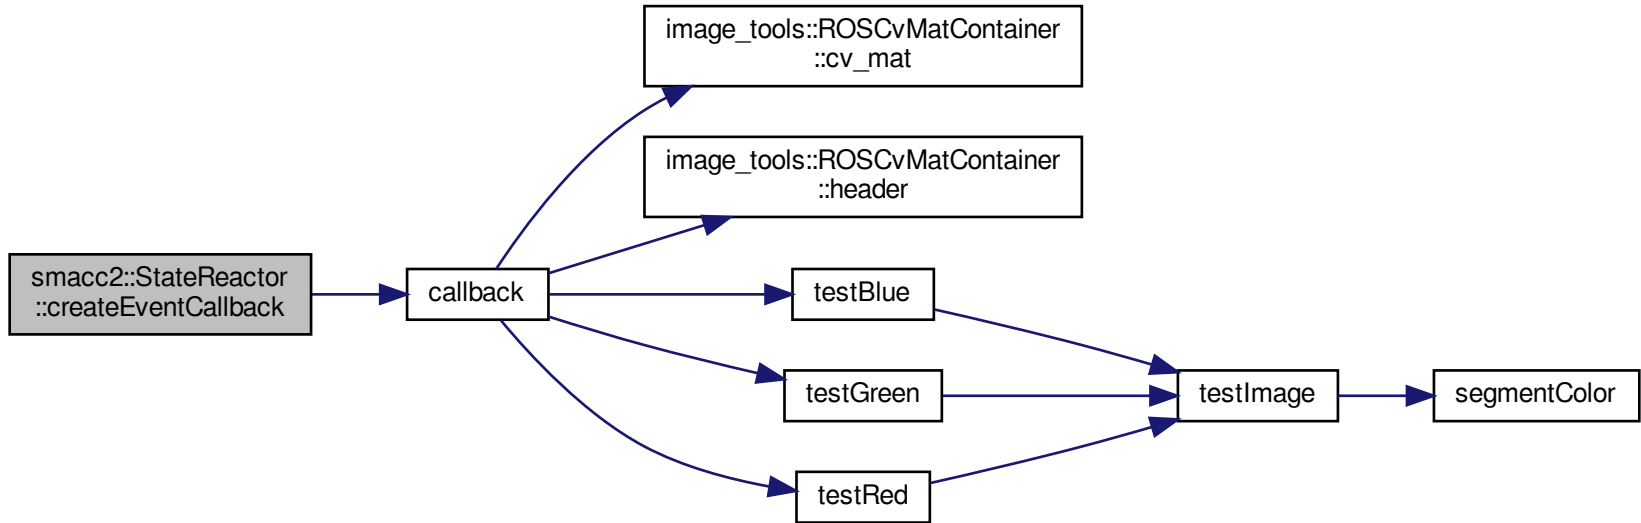 image_tools::ROSCvMatContainer
::cv_mat
image_tools::ROSCvMatContainer
::header
smacc2::StateReactor
::createEventCallback
callback
testBlue
testGreen
testImage
segmentColor
testRed